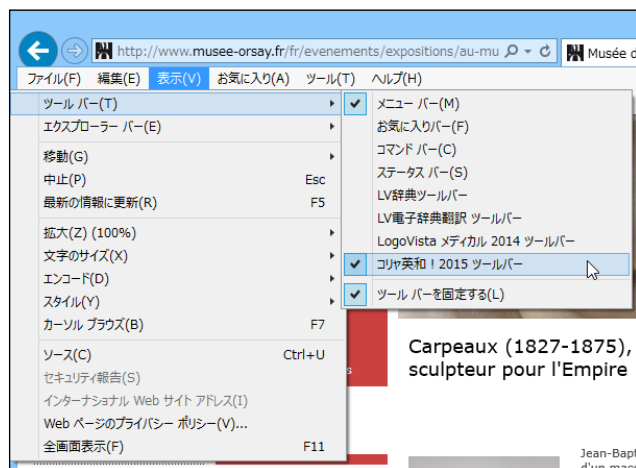 http://www.musee-orsay.fr/fr/evenements/expositions/au-mu
Musée d
ファイル(F) 編集(E) 表示(V) お気に入り(A) ツール(T) ヘルプ(H)
ツール バー(T)
エクスプローラー バー(E)
移動(G)
中止(P) Esc
最新の情報に更新(R) F5
拡大(Z) (100%)
文字のサイズ(X)
エンコード(D)
スタイル(Y)
カーソル ブラウズ(B) F7
ソース(C) Ctrl+U
セキュリティ報告(S)
インターナショナル Web サイト アドレス(I)
Web ページのプライバシー ポリシー(V)...
全画面表示(F) F11
メニュー バー(M)
お気に入りバー(F)
コマンド バー(C)
ステータス バー(S)
LV辞典ツールバー
LV電子辞典翻訳 ツールバー
LogoVista メディカル 2014 ツールバー
コリャ英和！2015 ツールバー
ツール バーを固定する(L)
s
Carpeaux (1827-1875),
sculpteur pour l'Empire
Jean-Bapt